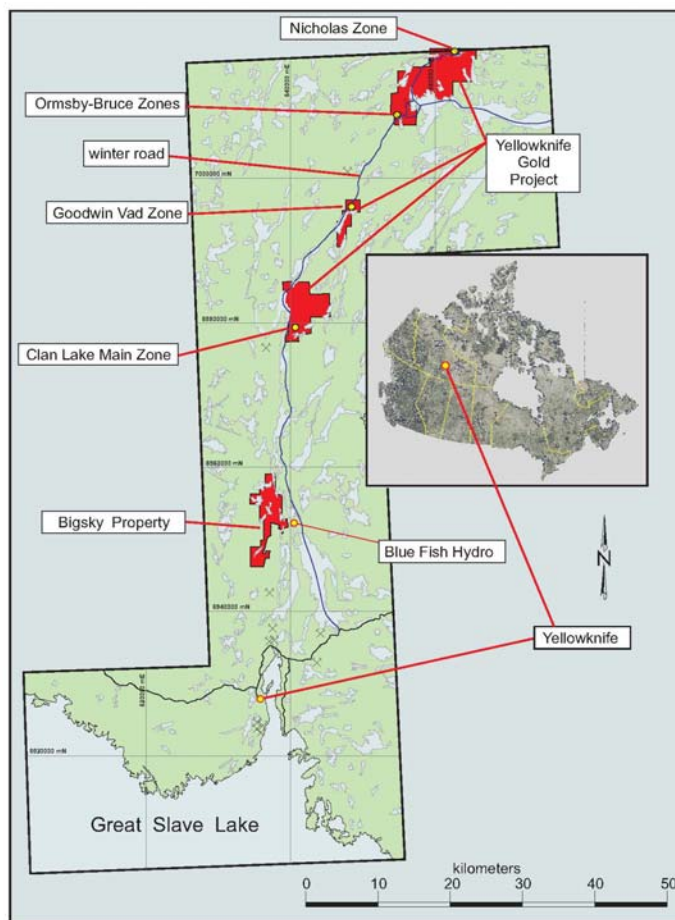 Nicholas Zone
Ormsby-Bruce Zones
winter road
Yellowknife
Gold
Project
Goodwin Vad Zone
Clan Lake Main Zone
Bigsky Property
Blue Fish Hydro
N
Yellowknife
Great Slave Lake
kilometers
0 10 20 30 40 50